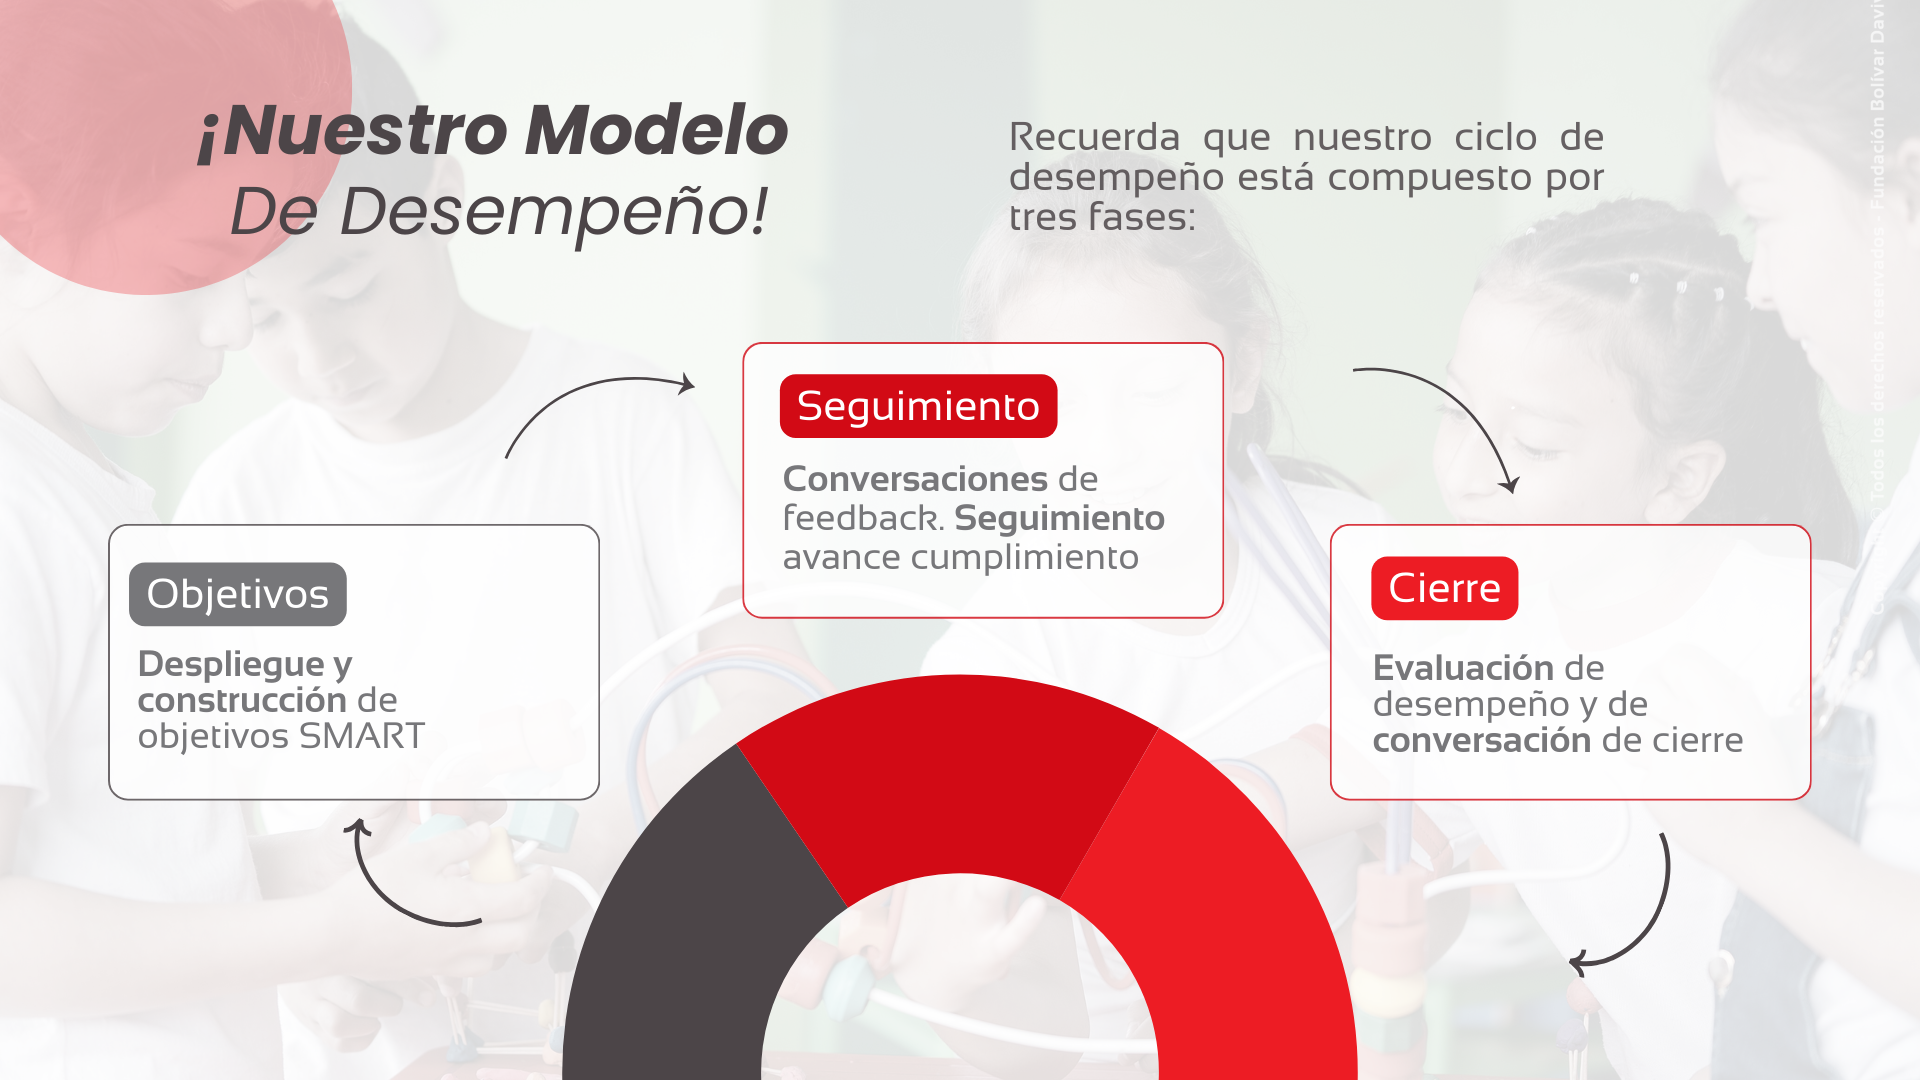 ¡Nuestro Modelo
De Desempeño!
Recuerda que nuestro ciclo de
desempeño está compuesto por
tres fases:
Seguimiento
Conversaciones de
feedback. Seguimiento
avance cumplimiento
Objetivos
Despliegue y
construcción de
objetivos SMART
Cierre
Evaluación de
desempeño y de
conversación de cierre
Todos los derechos reservados - Fundación Bolívar